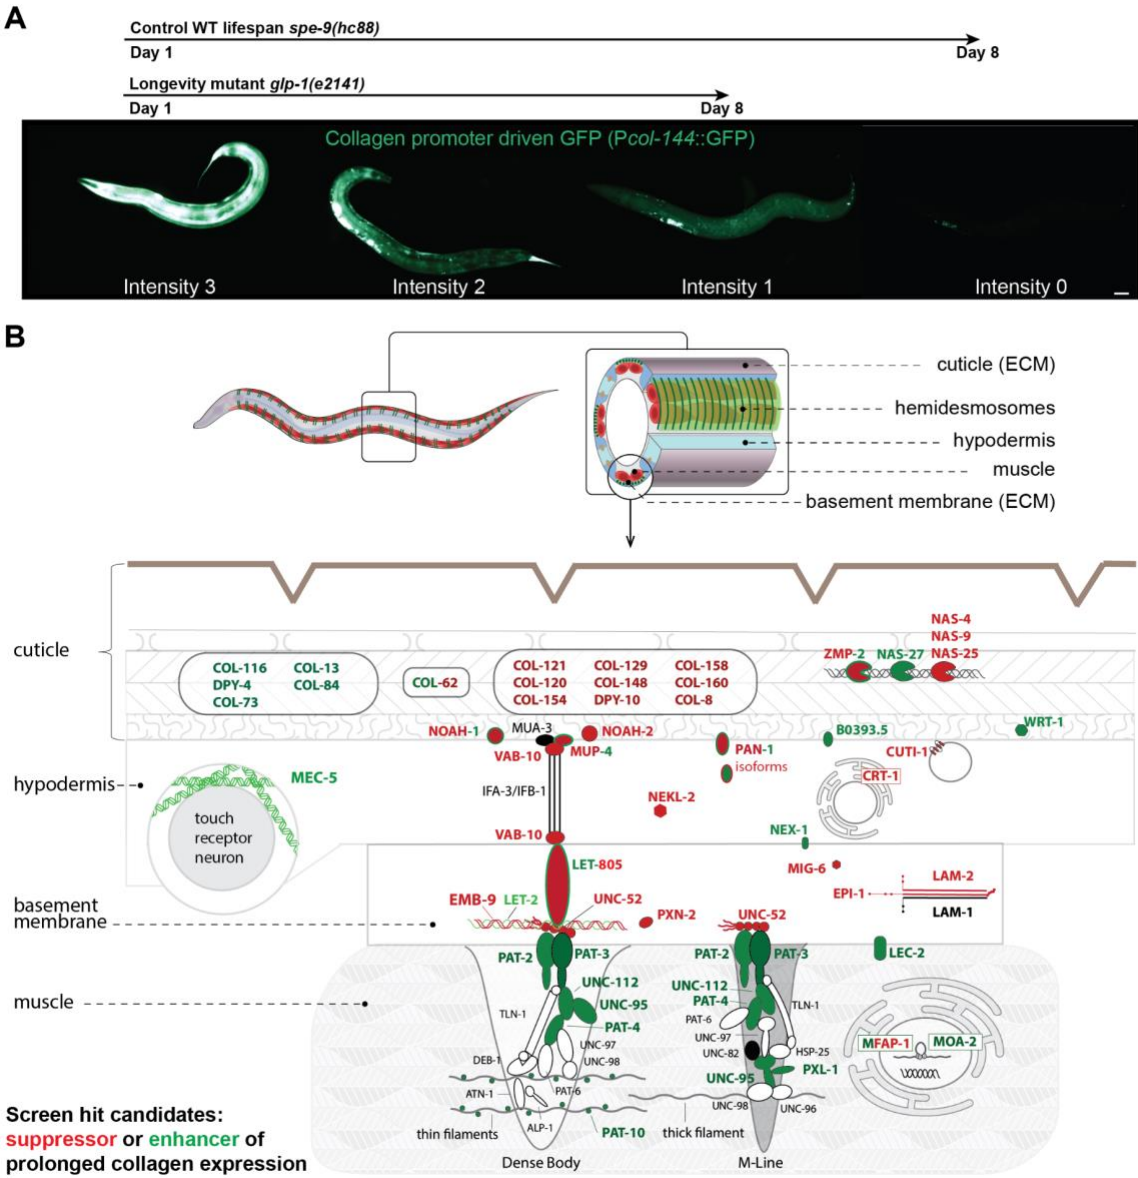 A
Control WT lifespan spe-9(hc88)
Day 1
Day 8
Longevity mutant glp-1(e2141)
Day 1
Day 8
Collagen promoter driven GFP (Pcol-144::GFP)
Intensity 3
Intensity 2
Intensity 1
Intensity 0
B
cuticle (ECM)
hemidesmosomes
hypodermis
muscle
basement membrane (ECM)
cuticle
COL-116
DPY-4
COL-73
COL-13
COL-84
COL-62
COL-121
COL-120
COL-154
COL-129
COL-148
DPY-10
COL-158
COL-160
COL-8
NAS-4
NAS-9
NAS-25
ZMP-2
NAS-27
NOAH-1
MUA-3
NOAH-2
VAB-10
MUP-4
PAN-1
isoforms
B0393.5
WRT-1
CUTI-1
CRT-1
hypodermis
MEC-5
touch
receptor
neuron
IFA-3/IFB-1
NEKL-2
VAB-10
NEX-1
LET-805
MIG-6
LAM-2
EPI-1
LAM-1
basement
membrane
EMB-9
LET-2
UNC-52
PXN-2
UNC-52
PAT-2
PAT-3
PAT-2
PAT-3
LEC-2
muscle
UNC-112
UNC-95
PAT-4
TLN-1
UNC-97
UNC-98
DEB-1
ATN-1
PAT-6
ALP-1
PAT-10
thin filaments
Dense Body
UNC-112
PAT-4
PAT-6
TLN-1
UNC-97
UNC-82
HSP-25
PXL-1
UNC-95
UNC-98
UNC-96
thick filament
M-Line
MFAP-1
MOA-2
Screen hit candidates:
suppressor or enhancer of
prolonged collagen expression